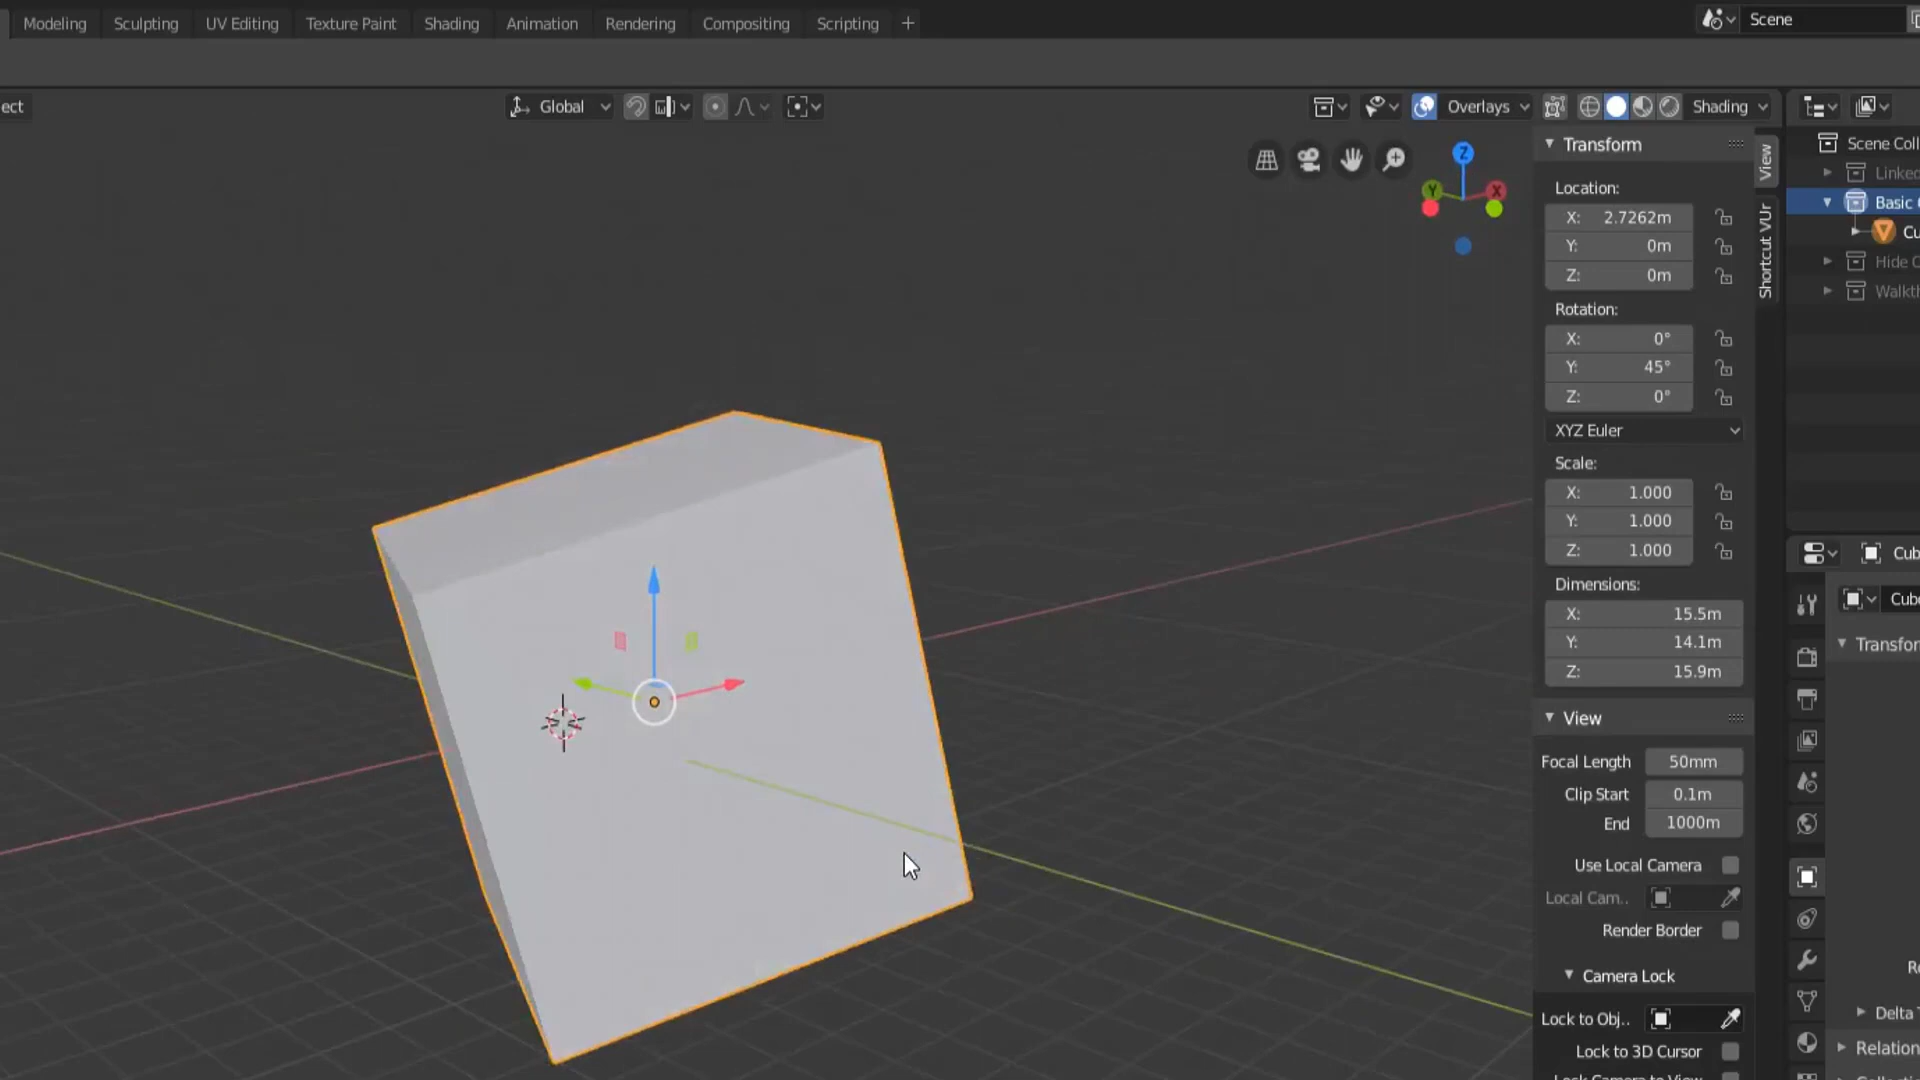 Modeling Sculpting UV Editing Texture Paint Shading Animation Rendering Compositing Scripting +
Scene
ect
Global
Overlays
Shading
Z
Y
X
Transform
Location:
X: 2.7262m
Y: 0m
Z: 0m
Rotation:
X: 0°
Y: 45°
Z: 0°
XYZ Euler
Scale:
X: 1.000
Y: 1.000
Z: 1.000
Dimensions:
X: 15.5m
Y: 14.1m
Z: 15.9m
View
Focal Length 50mm
Clip Start 0.1m
End 1000m
Use Local Camera
Local Cam..
Render Border
Camera Lock
Lock to Obj..
Lock to 3D Cursor
View
Shortcut VUr
Scene Coll
Linked
Basic
Cu
Hide C
Walkth
Cub
Cube
Transfor
R
Delta T
Relation